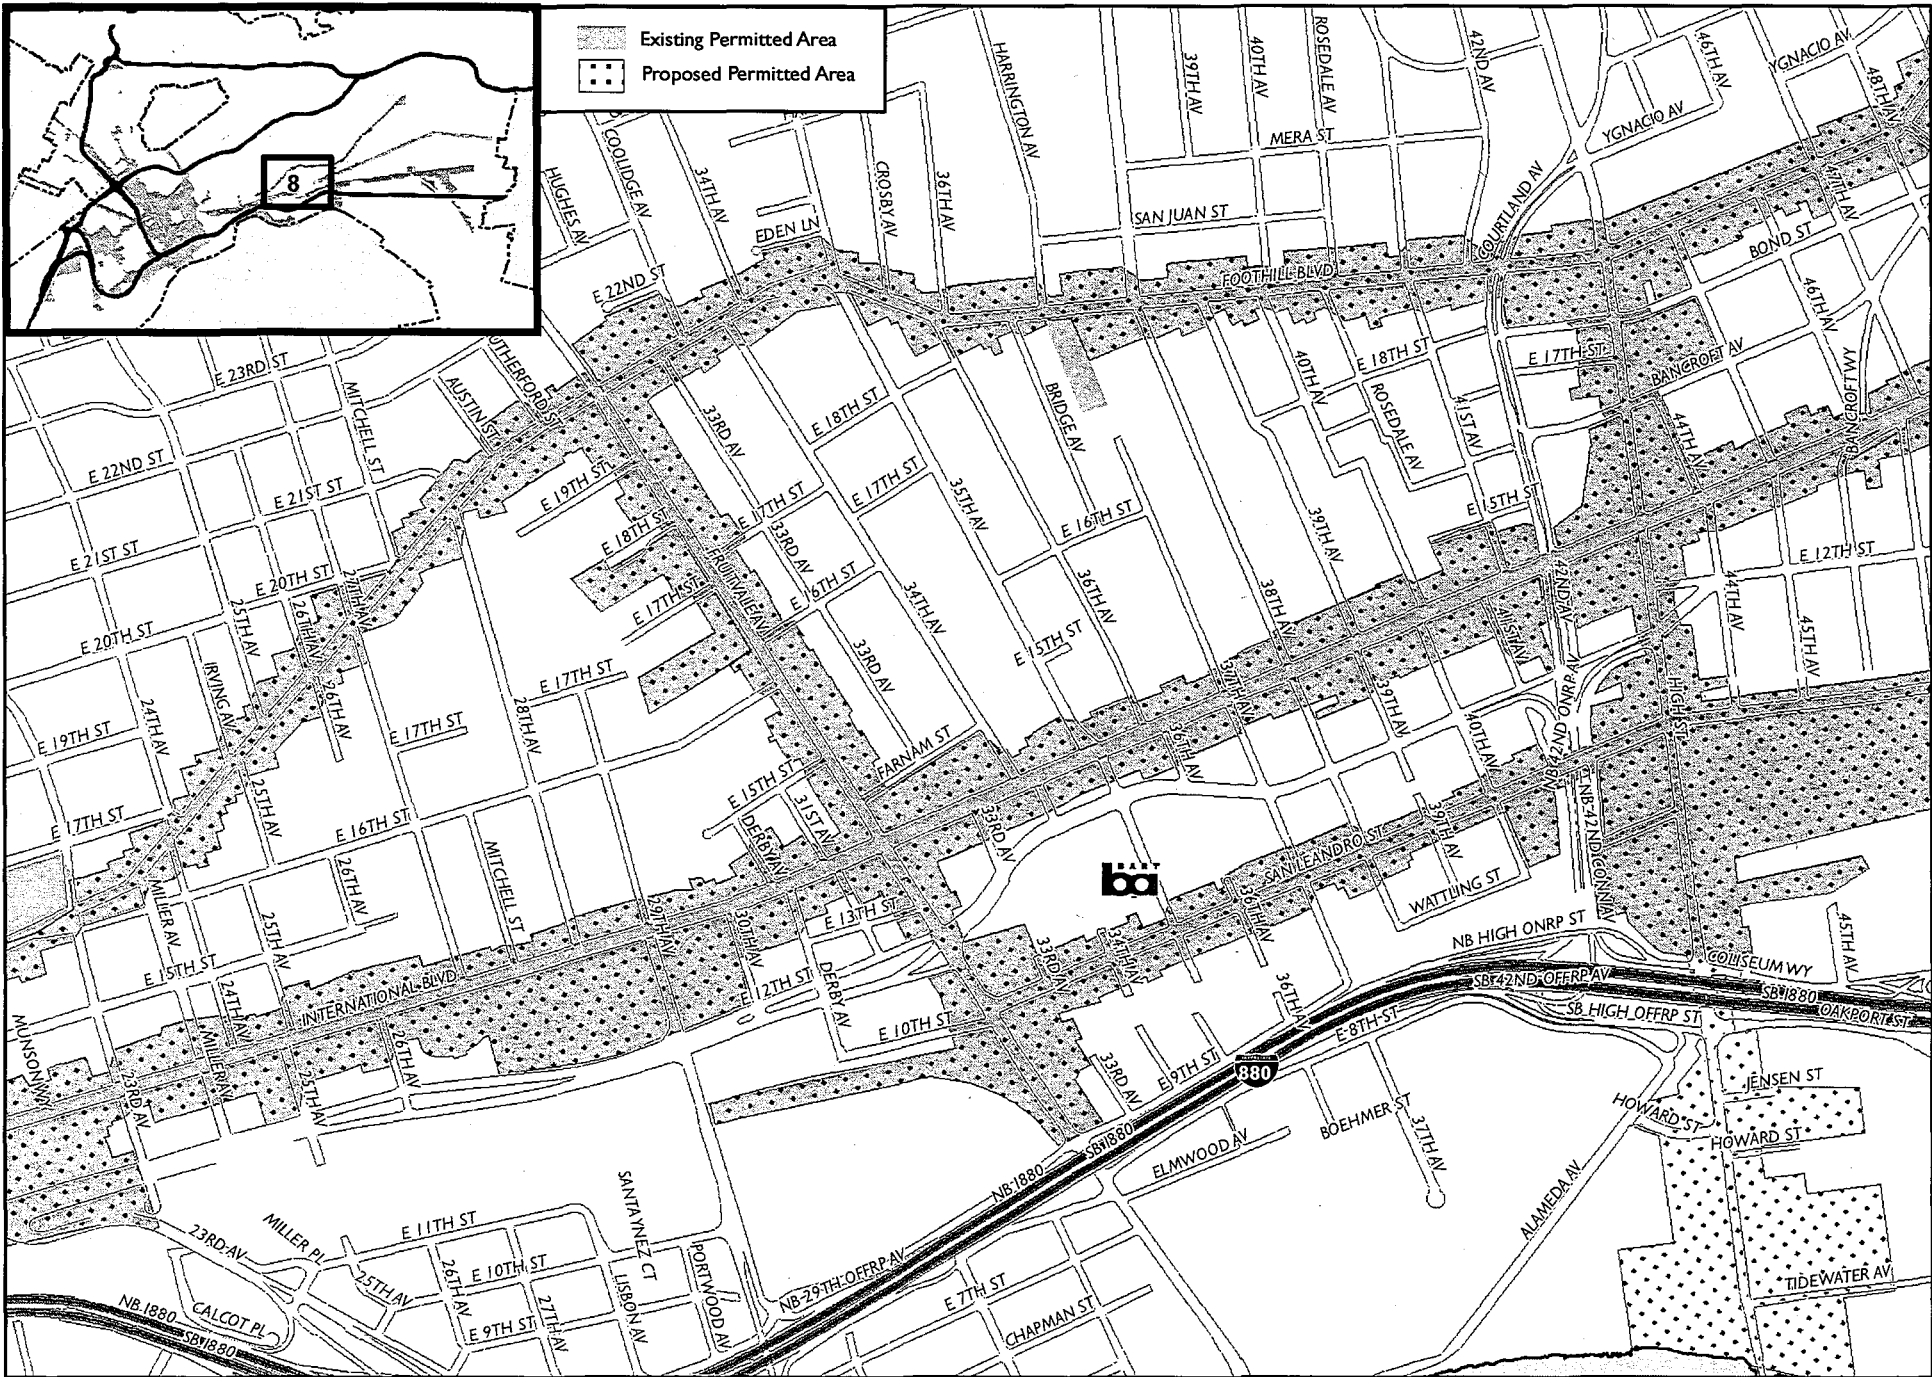 Existing Permitted Area
Proposed Permitted Area
8
HARRINGTON AV
39TH AV
40TH AV
ROSEDALE AV
42ND AV
46TH AV
YGNACIO AV
48TH AV
YGNACIO AV
MERA ST
COOLIDGE AV
HUGHES AV
34TH AV
CROSBY AV
36TH AV
EDEN LN
SAN JUAN ST
COURTLAND AV
47TH AV
BOND ST
E 22ND ST
FOOTHILL BLVD
46TH AV
E 23RD ST
MITCHELL ST
AUSTIN ST
33RD AV
E 18TH ST
BRIDGE AV
40TH AV
E 18TH ST
ROSEDALE AV
41ST AV
E 17TH ST
BANCROFT AV
BANCROFT WY
44TH AV
E 22ND ST
E 21ST ST
E 19TH ST
E 17TH ST
E 17TH ST
35TH AV
E 16TH ST
39TH AV
E 15TH ST
E 21ST ST
E 20TH ST
27TH AV
E 18TH ST
FRUITVALE AV
33RD AV
E 16TH ST
34TH AV
36TH AV
38TH AV
42ND AV
E 12TH ST
44TH AV
45TH AV
E 20TH ST
25TH AV
26TH AV
IRVING AV
26TH AV
E 17TH ST
E 17TH ST
33RD AV
E 15TH ST
41ST AV
37TH AV
39TH AV
40TH AV
HIGH ST
NB 42ND ONRP AV
E 19TH ST
24TH AV
E 17TH ST
28TH AV
FARNAM ST
36TH AV
E 15TH ST
31ST AV
DERBY AV
33RD AV
SAN LEANDRO ST
39TH AV
NB 42ND CONN AV
E 17TH ST
25TH AV
E 16TH ST
MITCHELL ST
26TH AV
MILLER AV
29TH AV
30TH AV
E 13TH ST
BART
ba
36TH AV
WATTLING ST
45TH AV
25TH AV
E 15TH ST
24TH AV
INTERNATIONAL BLVD
E 12TH ST
DERBY AV
33RD AV
34TH AV
NB HIGH ONRP ST
COLISEUM WY
SB 42ND OFFRP AV
SB I880
OAKPORT ST
SB HIGH OFFRP ST
MUNSON WY
23RD AV
MILLER AV
25TH AV
26TH AV
E 10TH ST
36TH AV
E 8TH ST
33RD AV
E 9TH ST
880
BOEHMER ST
37TH AV
JENSEN ST
HOWARD ST
HOWARD ST
SB I880
NB I880
ELMWOOD AV
ALAMEDA AV
23RD AV
MILLER PL
E 11TH ST
SANTA YNEZ CT
25TH AV
26TH AV
E 10TH ST
LISBON AV
PORTWOOD AV
NB 29TH OFFRP AV
E 7TH ST
CHAPMAN ST
TIDEWATER AV
NB I880
SB I880
CALCOT PL
E 9TH ST
27TH AV